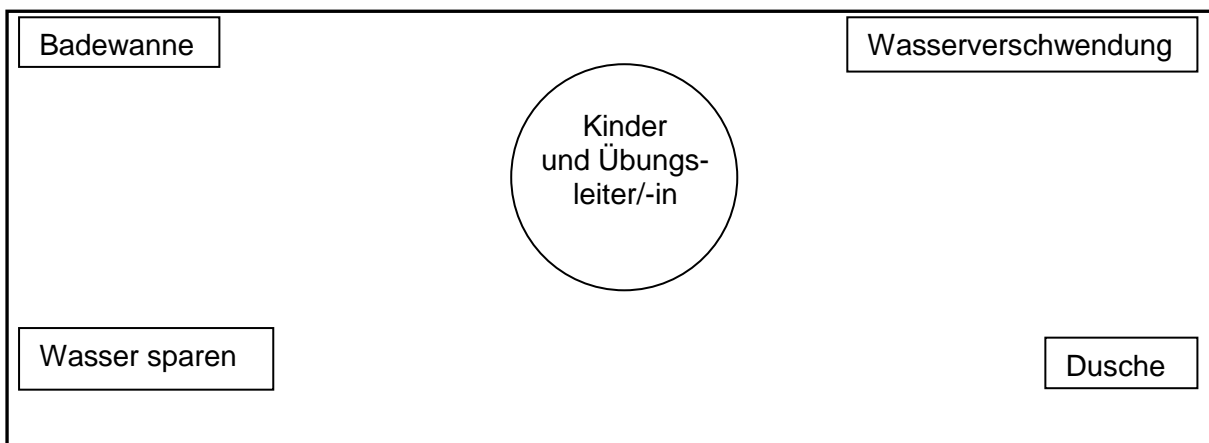 Badewanne
Wasserverschwendung
Kinder
und Übungs-
leiter/-in
Wasser sparen
Dusche